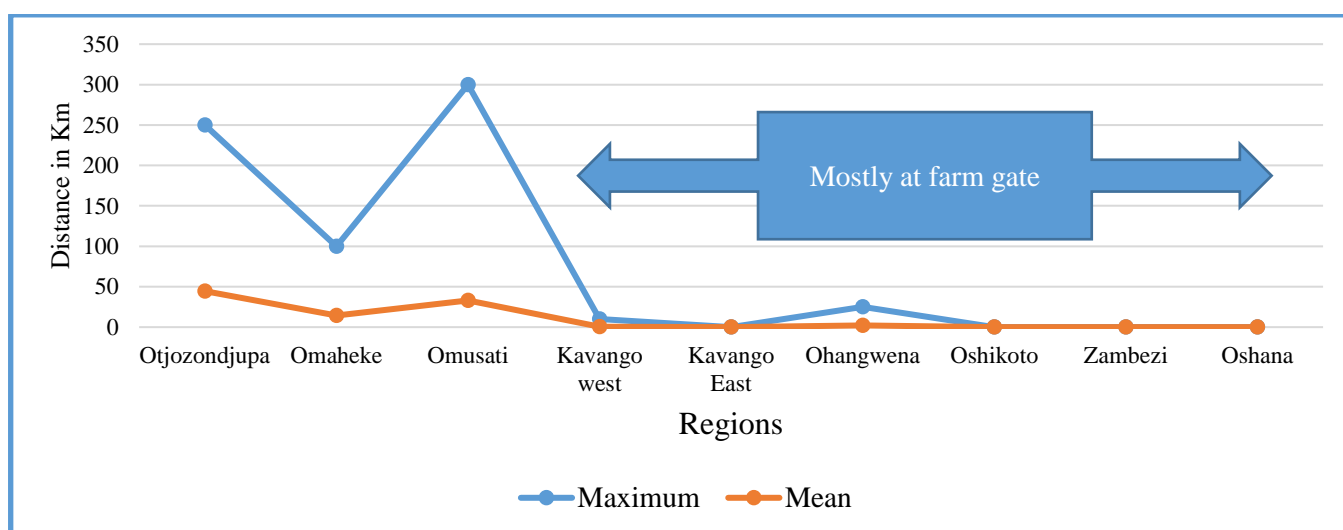 350
300
250
200
150
100
50
0
Distance in Km
Mostly at farm gate
Otjozondjupa Omaheke Omusati Kavango west Kavango East Ohangwena Oshikoto Zambezi Oshana
Regions
Maximum Mean